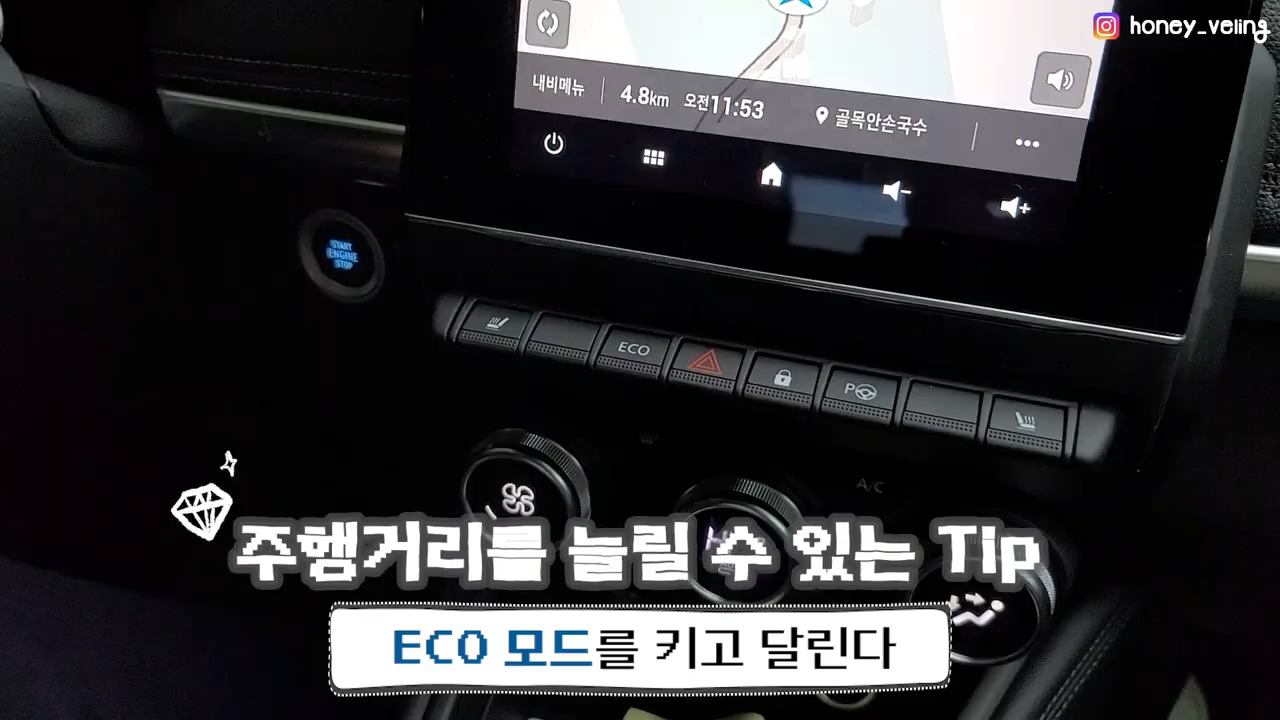 honey_veling
내비메뉴 4.8km 오전11:53 골목안손국수
START
ENGINE
STOP
ECO
P
A/C
주행거리를 늘릴 수 있는 Tip
ECO 모드를 키고 달린다